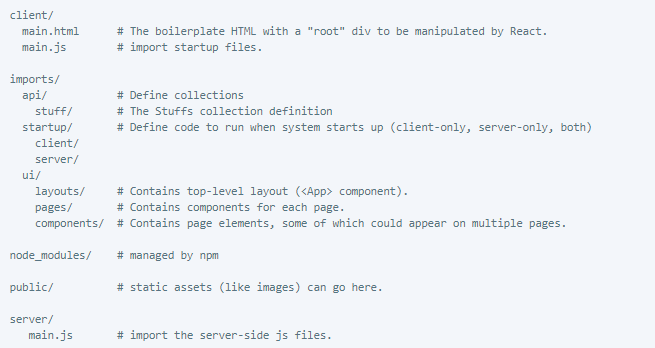 client/
  main.html      # The boilerplate HTML with a "root" div to be manipulated by React.
  main.js        # import startup files.

imports/
  api/           # Define collections
    stuff/       # The Stuffs collection definition
  startup/       # Define code to run when system starts up (client-only, server-only, both)
    client/
    server/
  ui/
    layouts/     # Contains top-level layout (<App> component).
    pages/       # Contains components for each page.
    components/  # Contains page elements, some of which could appear on multiple pages.

node_modules/    # managed by npm

public/          # static assets (like images) can go here.

server/
   main.js       # import the server-side js files.